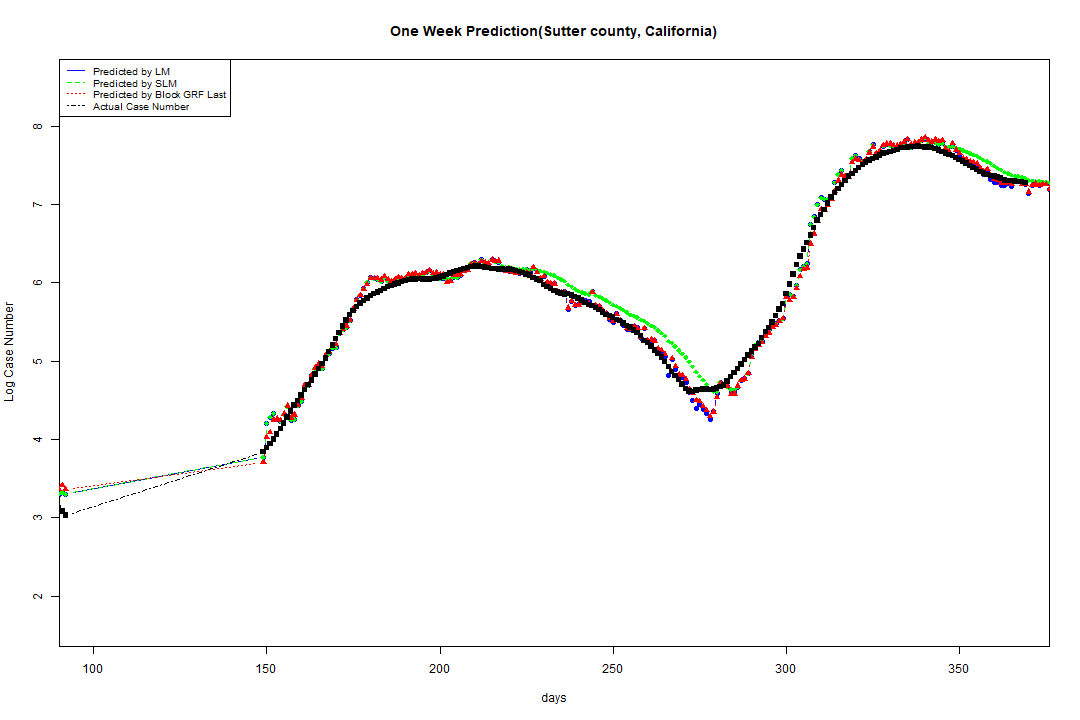 One Week Prediction(Sutter county, California)
Predicted by LM
Predicted by SLM
Predicted by Block GRF Last
Actual Case Number
8
7
6
5
4
3
2
Log Case Number
100 150 200 250 300 350
days